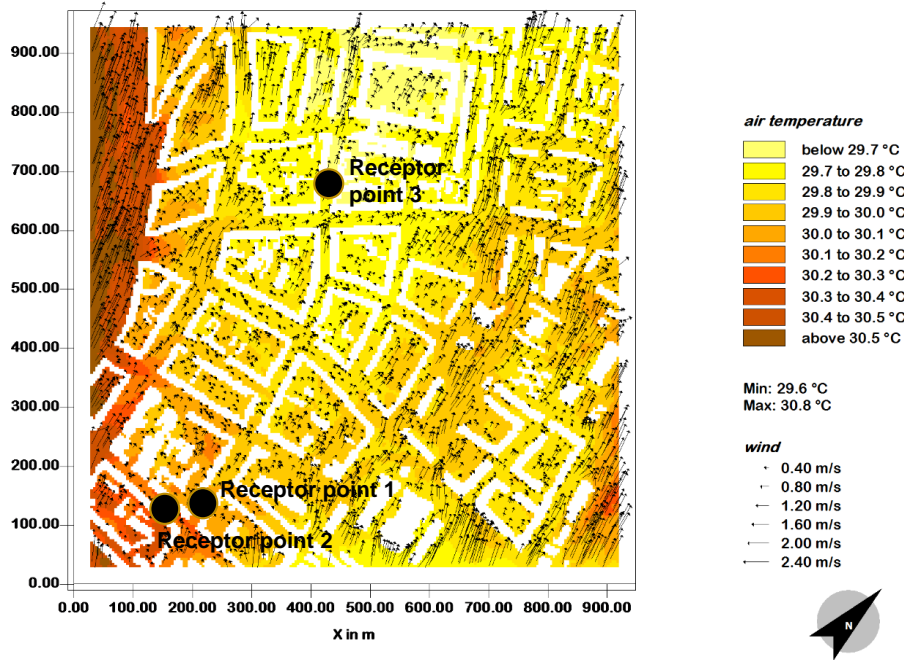 900.00
800.00
700.00
600.00
500.00
400.00
300.00
200.00
100.00
0.00
0.00
100.00
200.00
300.00
400.00
500.00
600.00
700.00
800.00
900.00
X in m
Receptor
point 3
Receptor point 1
Receptor point 2
air temperature
below 29.7 °C
29.7 to 29.8 °C
29.8 to 29.9 °C
29.9 to 30.0 °C
30.0 to 30.1 °C
30.1 to 30.2 °C
30.2 to 30.3 °C
30.3 to 30.4 °C
30.4 to 30.5 °C
above 30.5 °C
Min: 29.6 °C
Max: 30.8 °C
wind
0.40 m/s
0.80 m/s
1.20 m/s
1.60 m/s
2.00 m/s
2.40 m/s
N